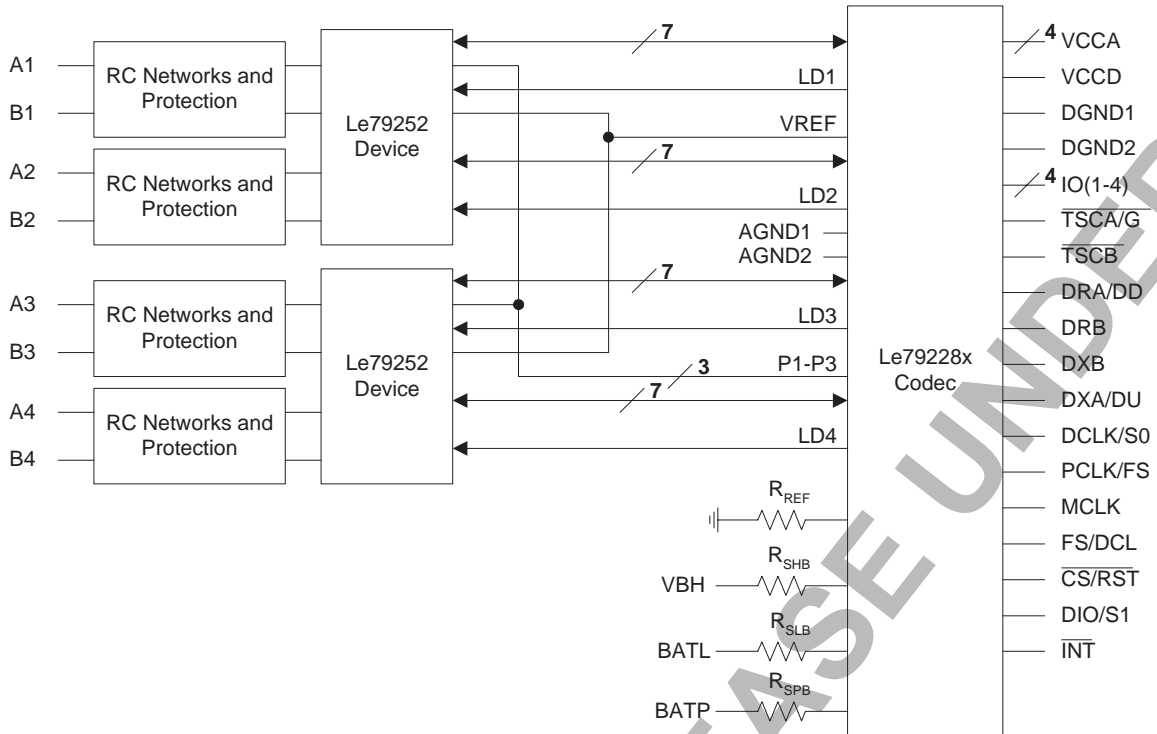 A1
B1
RC Networks and
Protection
A2
B2
RC Networks and
Protection
Le79252
Device
A3
B3
RC Networks and
Protection
A4
B4
RC Networks and
Protection
Le79252
Device
7
LD1
VREF
7
LD2
AGND1
AGND2
7
LD3
P1-P3
3
7
LD4
RREF
VBH
RSHB
BATL
RSLB
BATP
RSPB
Le79228x
Codec
4 VCCA
VCCD
DGND1
DGND2
4 IO(1-4)
TSCA/G
TSCB
DRA/DD
DRB
DXB
DXA/DU
DCLK/S0
PCLK/FS
MCLK
FS/DCL
CS/RST
DIO/S1
INT